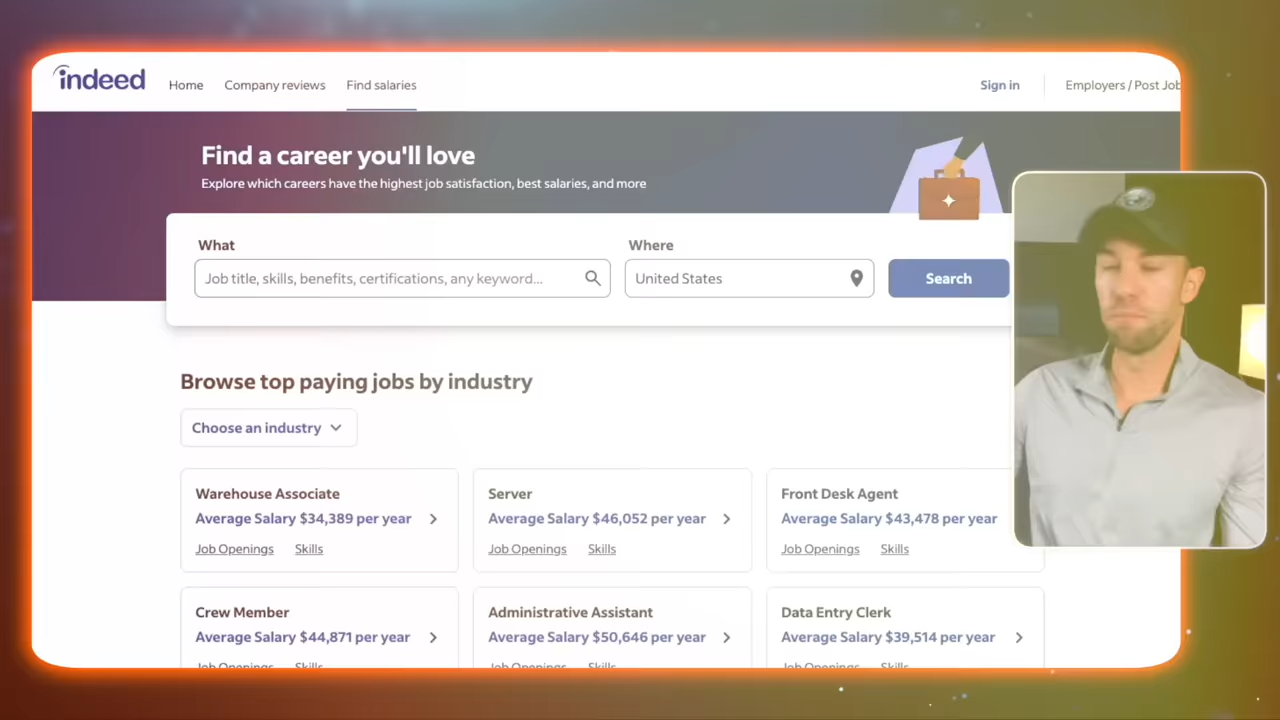 indeed Home Company reviews Find salaries Sign in Employers / Post Job
Find a career you'll love
Explore which careers have the highest job satisfaction, best salaries, and more
What Where
Job title, skills, benefits, certifications, any keyword... United States Search
Browse top paying jobs by industry
Choose an industry
Warehouse Associate Server Front Desk Agent
Average Salary $34,389 per year Average Salary $46,052 per year Average Salary $43,478 per year
Job Openings Skills Job Openings Skills Job Openings Skills
Crew Member Administrative Assistant Data Entry Clerk
Average Salary $44,871 per year Average Salary $50,646 per year Average Salary $39,514 per year
Job Openings Skills Job Openings Skills Job Openings Skills